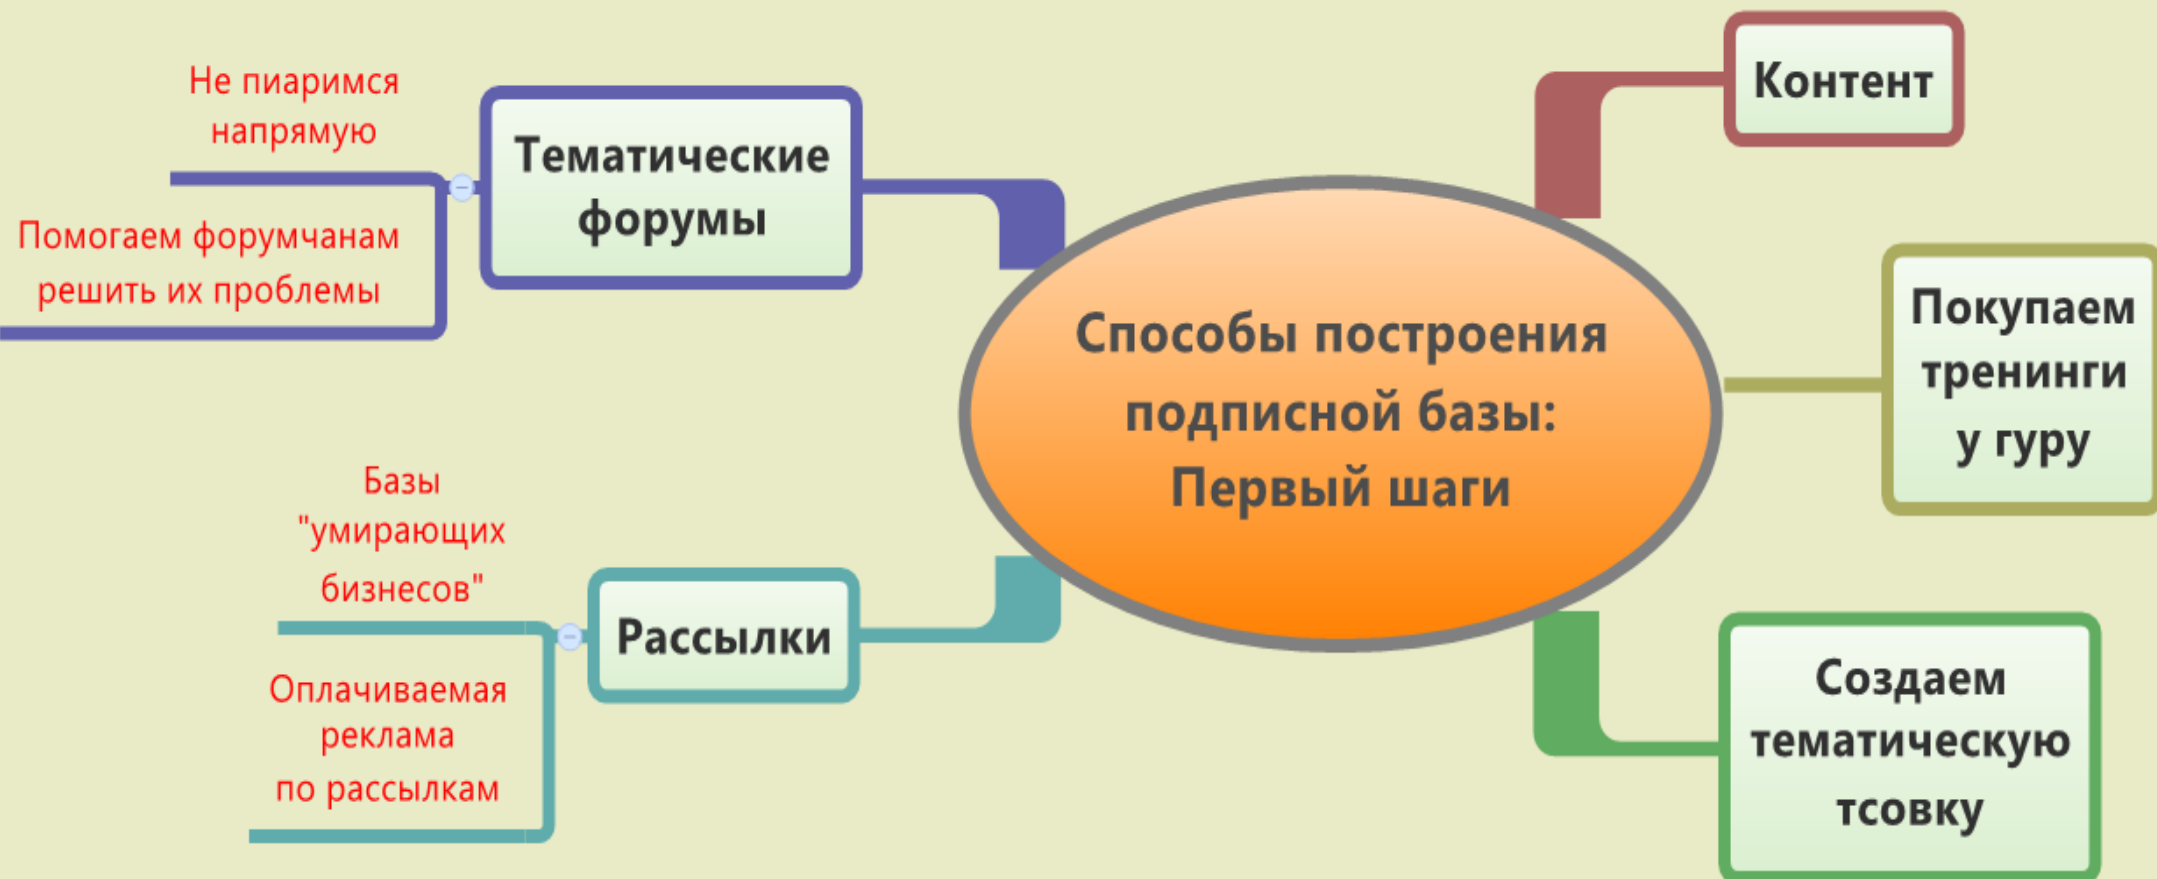 Не пиаримся
напрямую
Помогаем форумчанам
решить их проблемы
Тематические
форумы
Базы
"умирающих
бизнесов"
Оплачиваемая
реклама
по рассылкам
Рассылки
Способы построения
подписной базы:
Первый шаги
Контент
Покупаем
тренинги
у гуру
Создаем
тематическую
тсовку